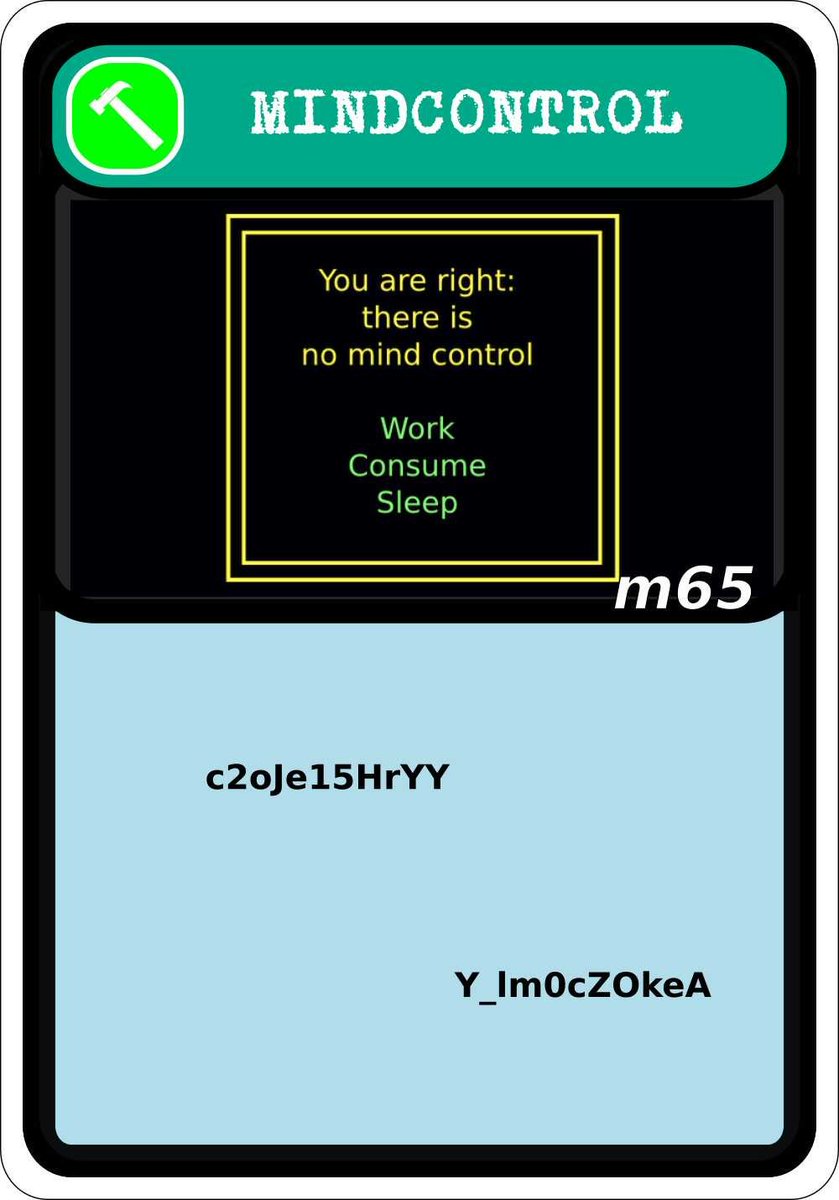 MINDCONTROL
You are right:
there is
no mind control
Work
Consume
Sleep
m65
c2oJe15HrYY
Y_lm0cZOkeA